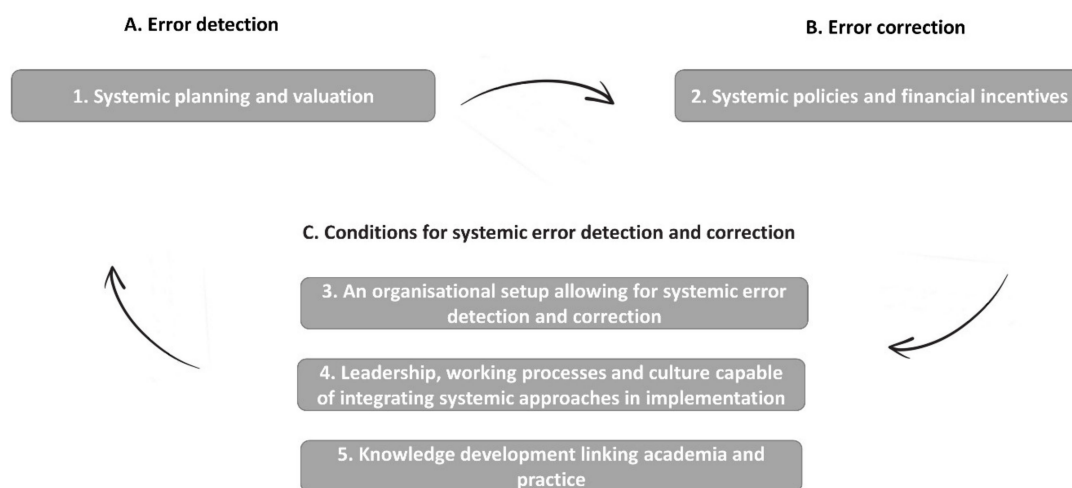 A. Error detection
B. Error correction
1. Systemic planning and valuation
2. Systemic policies and financial incentives
C. Conditions for systemic error detection and correction
3. An organisational setup allowing for systemic error
detection and correction
4. Leadership, working processes and culture capable
of integrating systemic approaches in implementation
5. Knowledge development linking academia and
practice